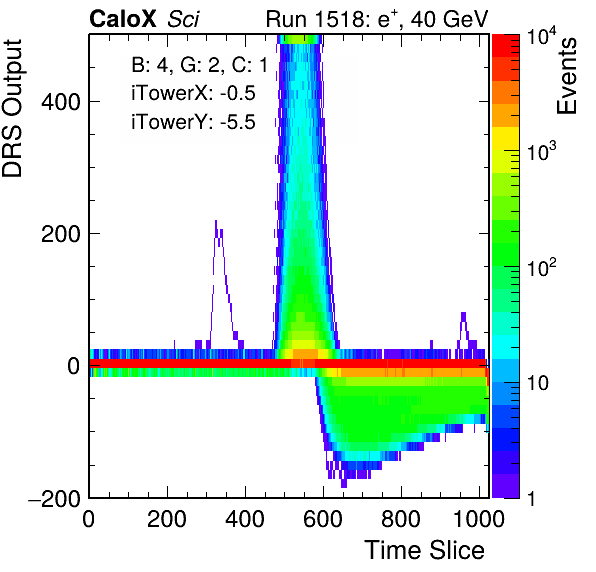 CaloX Sci Run 1518: e⁺, 40 GeV
B: 4, G: 2, C: 1
iTowerX: -0.5
iTowerY: -5.5
DRS Output
400
200
0
−200
0 200 400 600 800 1000
Time Slice
Events
10⁴
10³
10²
10
1